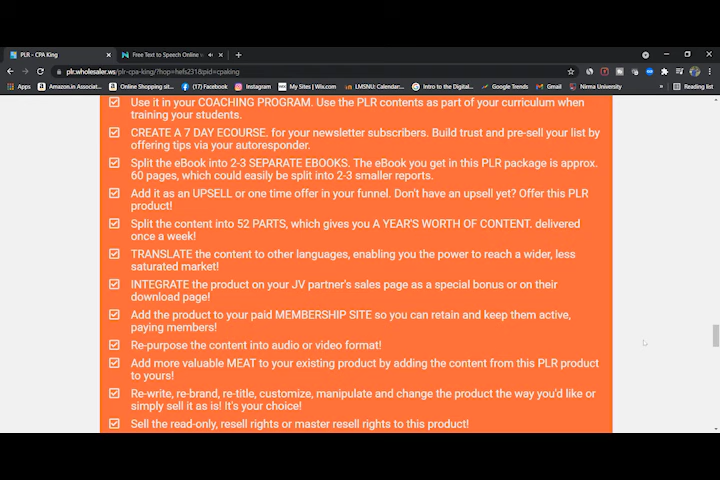 PLR - CPA King
Free Text to Speech Online
plr.wholesaler.ws/plr-cpa-king/?hop=hwfs231&pid=cpaking
Apps
Amazon.in Associat...
Online Shopping sit...
(17) Facebook
Instagram
My Sites | Wix.com
LMSNU: Calendar:...
Intro to the Digital...
Google Trends
Gmail
Nirma University
»
Reading list
Use it in your COACHING PROGRAM. Use the PLR contents as part of your curriculum when
training your students.
CREATE A 7 DAY ECOURSE. for your newsletter subscribers. Build trust and pre-sell your list by
offering tips via your autoresponder.
Split the eBook into 2-3 SEPARATE EBOOKS. The eBook you get in this PLR package is approx.
60 pages, which could easily be split into 2-3 smaller reports.
Add it as an UPSELL or one time offer in your funnel. Don't have an upsell yet? Offer this PLR
product!
Split the content into 52 PARTS, which gives you A YEAR'S WORTH OF CONTENT. delivered
once a week!
TRANSLATE the content to other languages, enabling you the power to reach a wider, less
saturated market!
INTEGRATE the product on your JV partner's sales page as a special bonus or on their
download page!
Add the product to your paid MEMBERSHIP SITE so you can retain and keep them active,
paying members!
Re-purpose the content into audio or video format!
Add more valuable MEAT to your existing product by adding the content from this PLR product
to yours!
Re-write, re-brand, re-title, customize, manipulate and change the product the way you'd like or
simply sell it as is! It's your choice!
Sell the read-only, resell rights or master resell rights to this product!